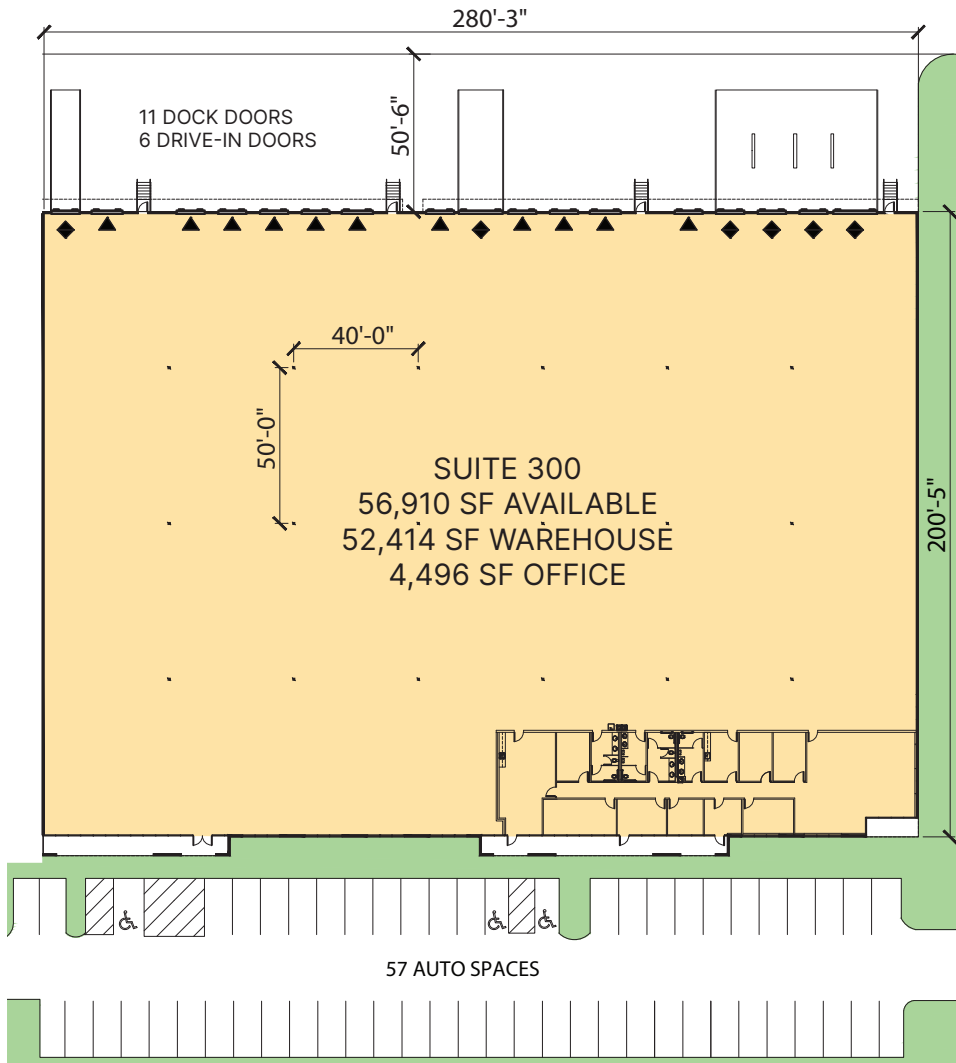 280'-3"
11 DOCK DOORS
6 DRIVE-IN DOORS
50'-6"
40'-0"
50'-0"
SUITE 300
56,910 SF AVAILABLE
52,414 SF WAREHOUSE
4,496 SF OFFICE
200'-5"
57 AUTO SPACES